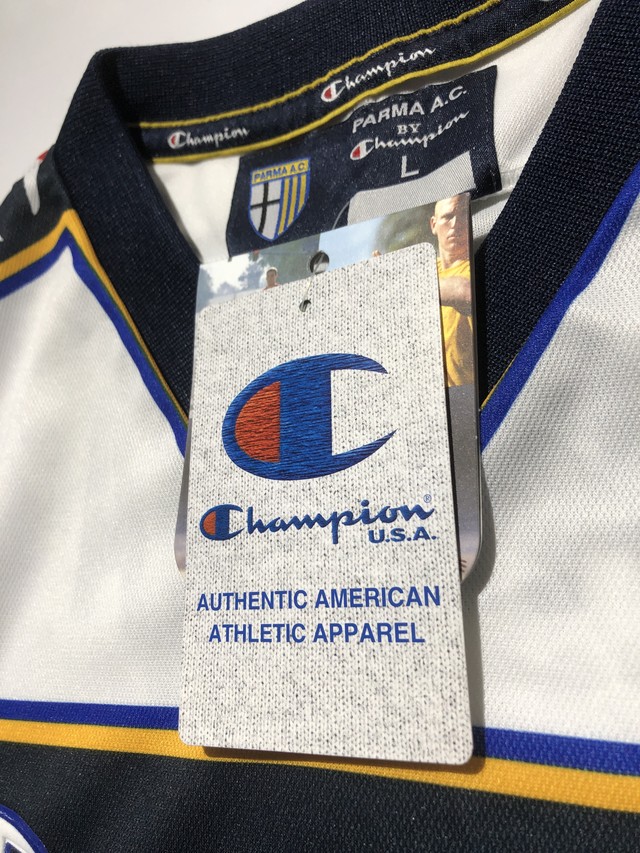 Champion
Champion
PARMA A.C.
BY
Champion
L
PARMA A.C.
Champion®
U.S.A.
AUTHENTIC AMERICAN
ATHLETIC APPAREL